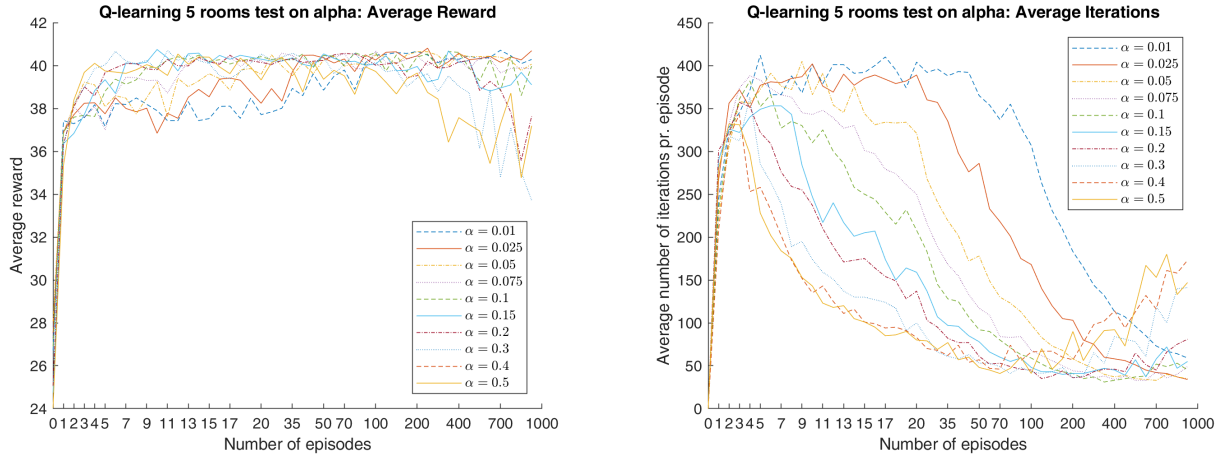 Q-learning 5 rooms test on alpha: Average Reward
42
40
38
36
34
32
30
28
26
24
Average reward
0 1 2 3 4 5 7 9 11 13 15 17 20 35 50 70 100 200 400 700 1000
Number of episodes
α = 0.01
α = 0.025
α = 0.05
α = 0.075
α = 0.1
α = 0.15
α = 0.2
α = 0.3
α = 0.4
α = 0.5
Q-learning 5 rooms test on alpha: Average Iterations
450
400
350
300
250
200
150
100
50
0
Average number of iterations pr. episode
0 1 2 3 4 5 7 9 11 13 15 17 20 35 50 70 100 200 400 700 1000
Number of episodes
α = 0.01
α = 0.025
α = 0.05
α = 0.075
α = 0.1
α = 0.15
α = 0.2
α = 0.3
α = 0.4
α = 0.5